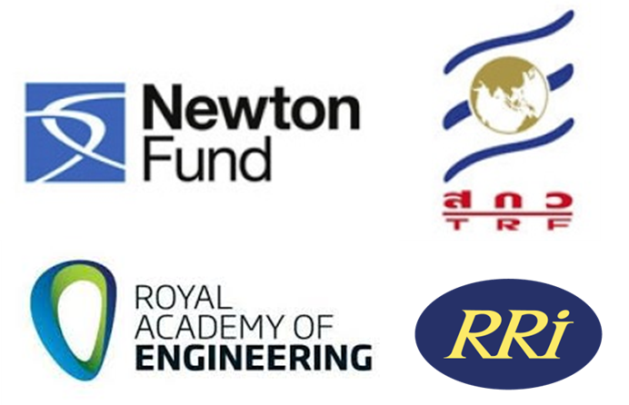 Newton
Fund
สกว
TRF
ROYAL
ACADEMY OF
ENGINEERING
RRi